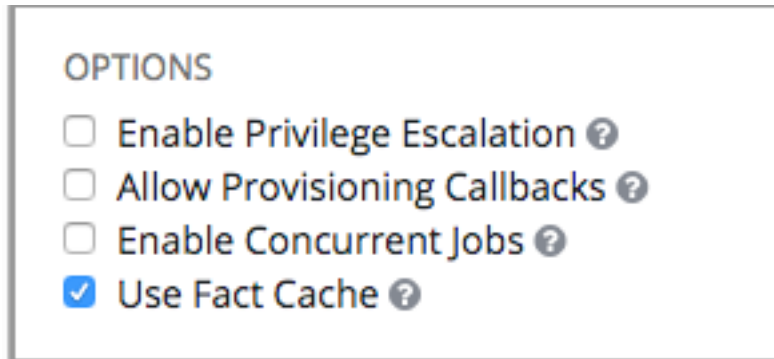 OPTIONS
Enable Privilege Escalation ?
Allow Provisioning Callbacks ?
Enable Concurrent Jobs ?
Use Fact Cache ?